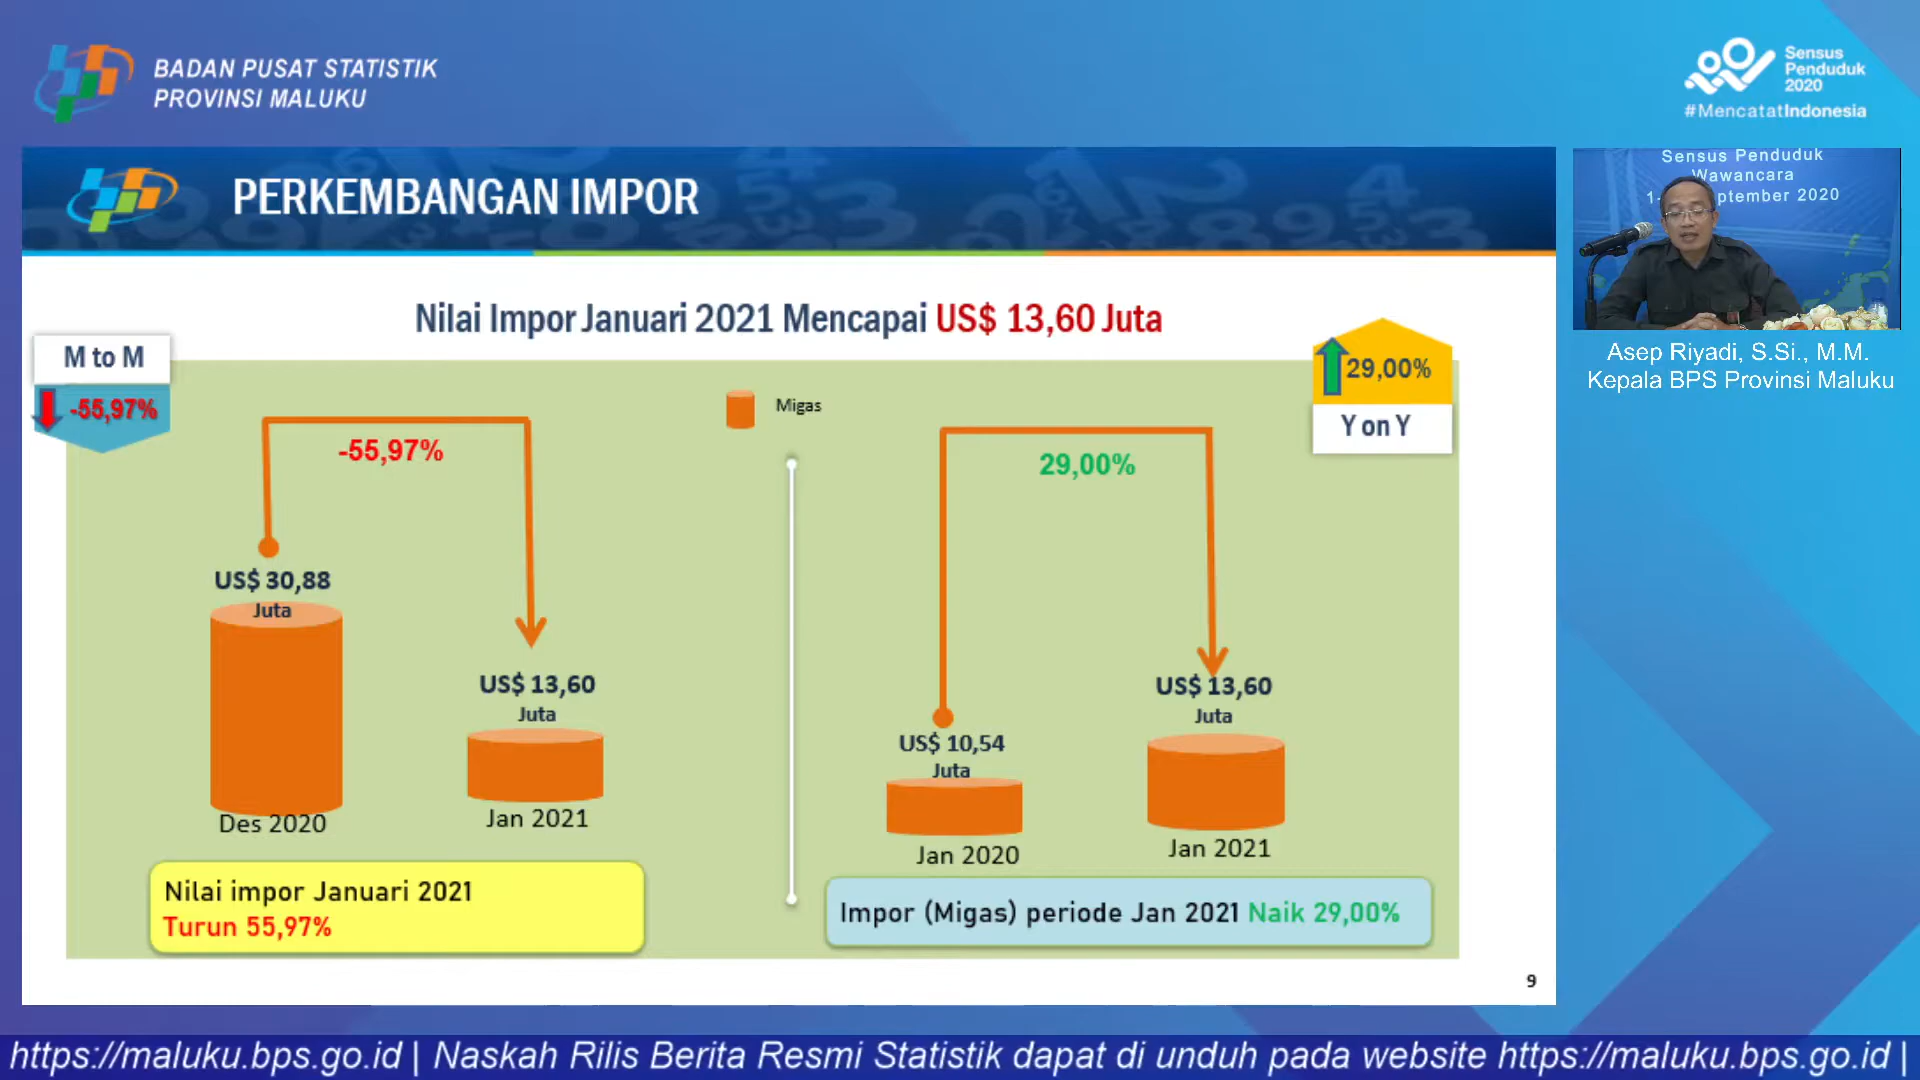 BADAN PUSAT STATISTIK
PROVINSI MALUKU
Sensus
Penduduk
2020
#MencatatIndonesia
PERKEMBANGAN IMPOR
Sensus Penduduk
Wawancara
ptember 2020
Asep Riyadi, S.Si., M.M.
Kepala BPS Provinsi Maluku
Nilai Impor Januari 2021 Mencapai US$ 13,60 Juta
M to M
-55,97%
-55,97%
US$ 30,88
Juta
Des 2020
US$ 13,60
Juta
Jan 2021
Nilai impor Januari 2021
Turun 55,97%
Migas
29,00%
Y on Y
29,00%
US$ 10,54
Juta
Jan 2020
US$ 13,60
Juta
Jan 2021
Impor (Migas) periode Jan 2021 Naik 29,00%
9
https://maluku.bps.go.id | Naskah Rilis Berita Resmi Statistik dapat di unduh pada website https://maluku.bps.go.id |